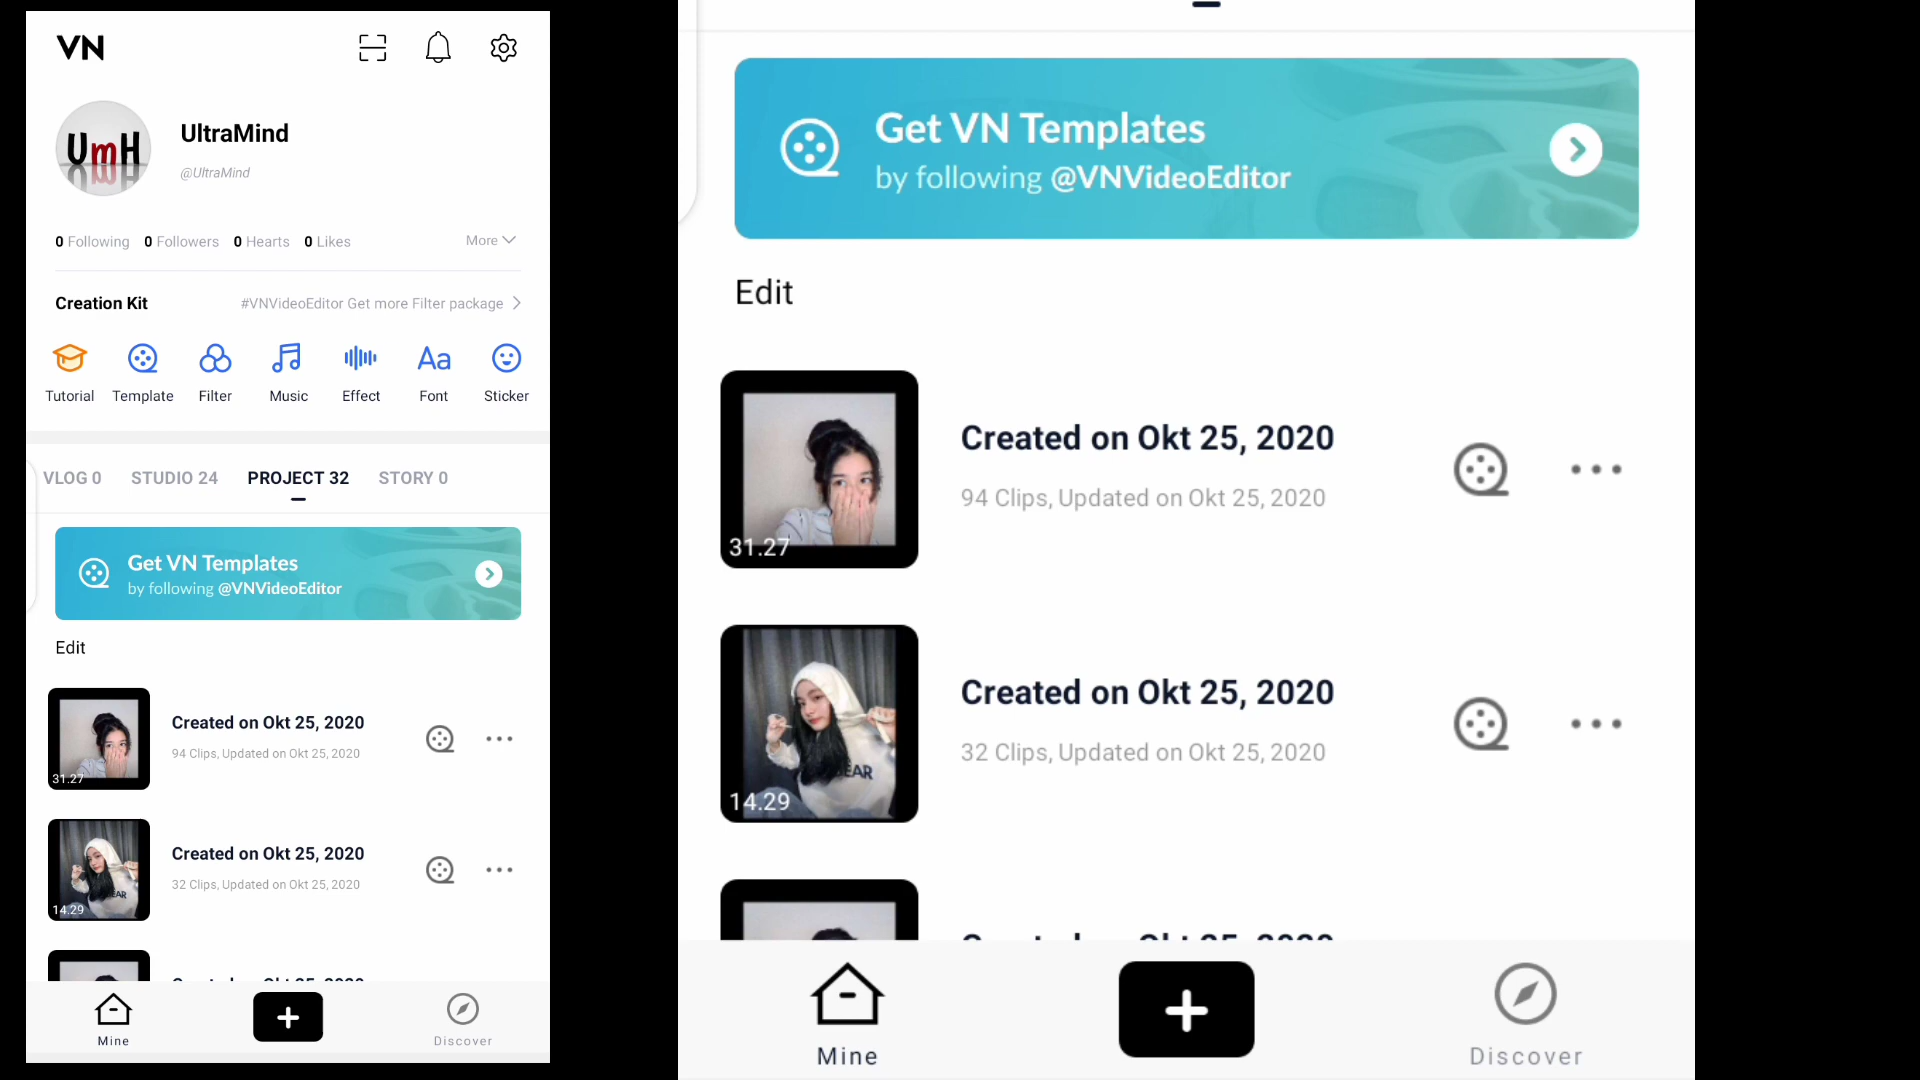 VN
UmH
UltraMind
@UltraMind
0 Following 0 Followers 0 Hearts 0 Likes More
Creation Kit #VNVideoEditor Get more Filter package
Tutorial Template Filter Music Effect Font Sticker
VLOG 0 STUDIO 24 PROJECT 32 STORY 0
Get VN Templates
by following @VNVideoEditor
Edit
Created on Okt 25, 2020
94 Clips, Updated on Okt 25, 2020
31.27
Created on Okt 25, 2020
32 Clips, Updated on Okt 25, 2020
14.29
Mine
Discover
Get VN Templates
by following @VNVideoEditor
Edit
Created on Okt 25, 2020
94 Clips, Updated on Okt 25, 2020
31.27
Created on Okt 25, 2020
32 Clips, Updated on Okt 25, 2020
14.29
Mine
Discover